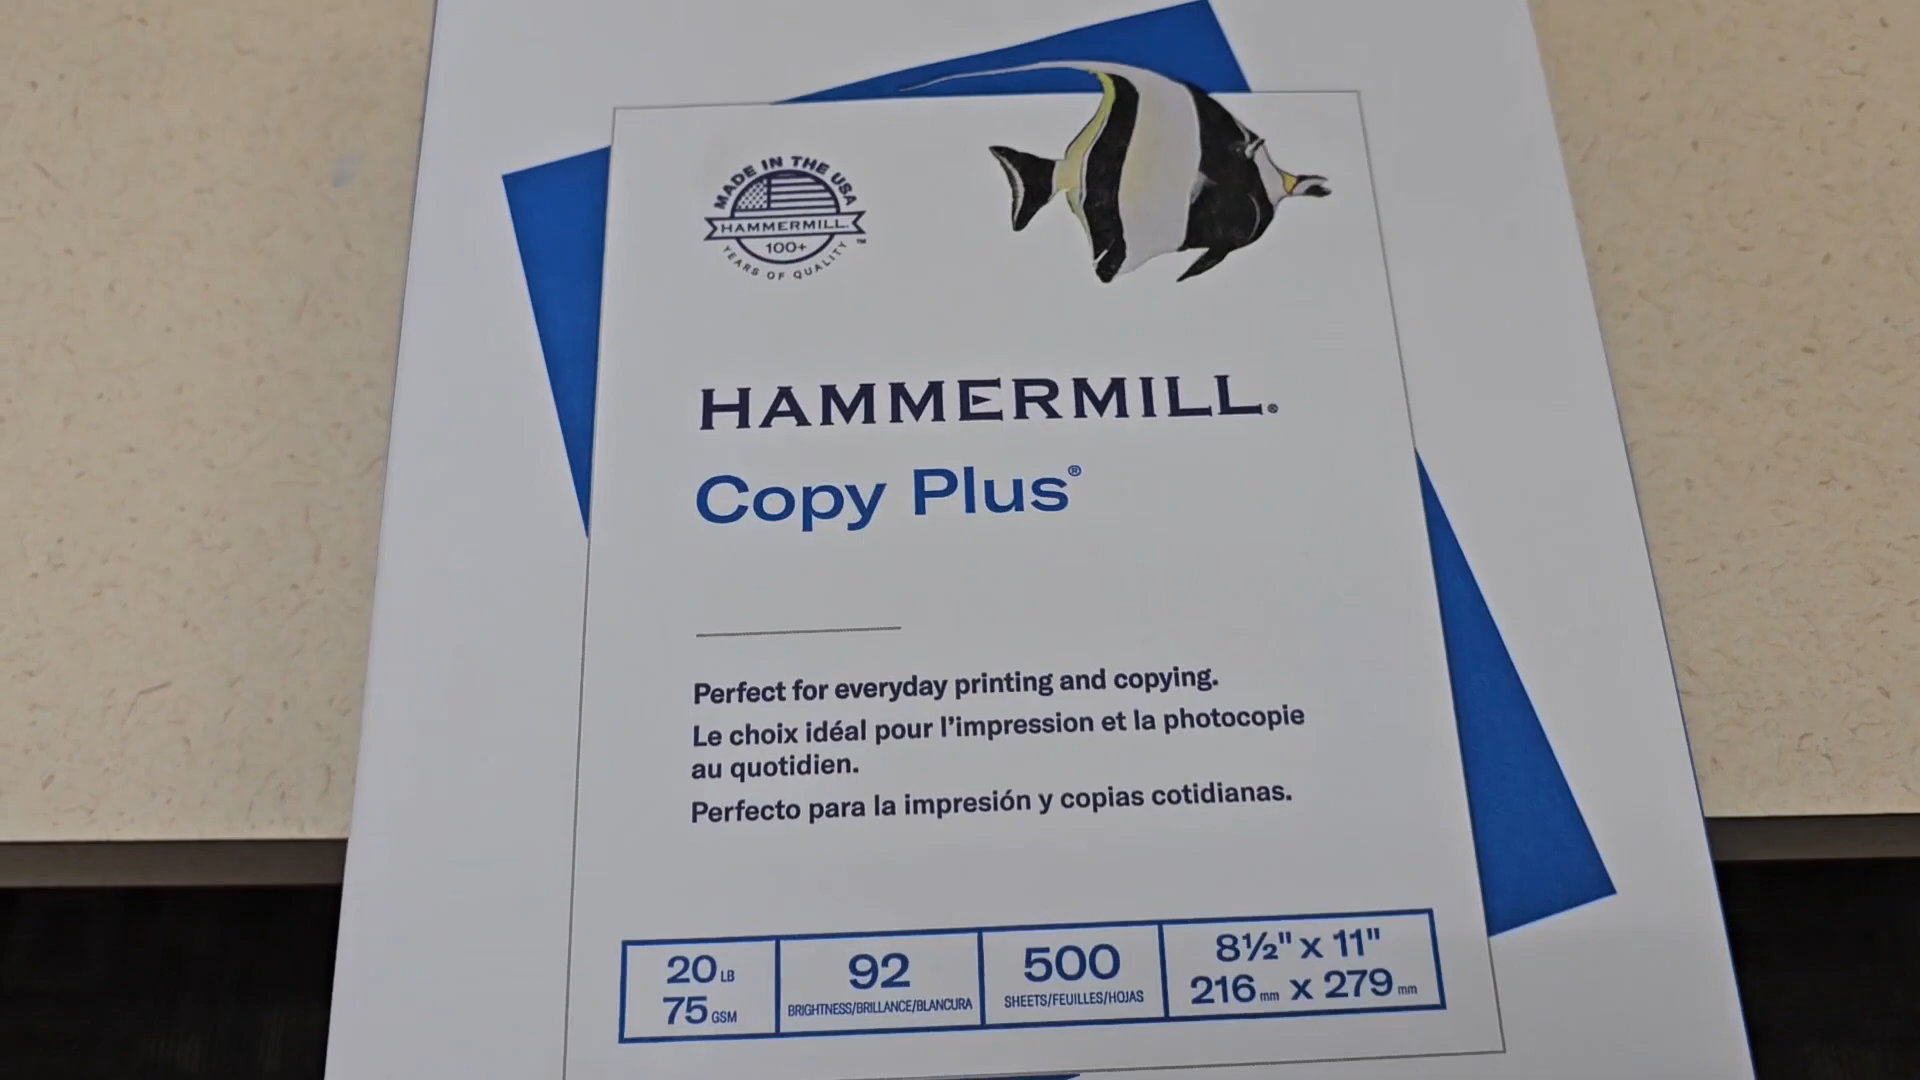 MADE IN THE USA
HAMMERMILL
100+
YEARS OF QUALITY™
HAMMERMILL®
Copy Plus®
Perfect for everyday printing and copying.
Le choix idéal pour l'impression et la photocopie
au quotidien.
Perfecto para la impresión y copias cotidianas.
20 LB
75 GSM
92
BRIGHTNESS/BRILLANCE/BLANCURA
500
SHEETS/FEUILLES/HOJAS
8½" x 11"
216 mm x 279 mm